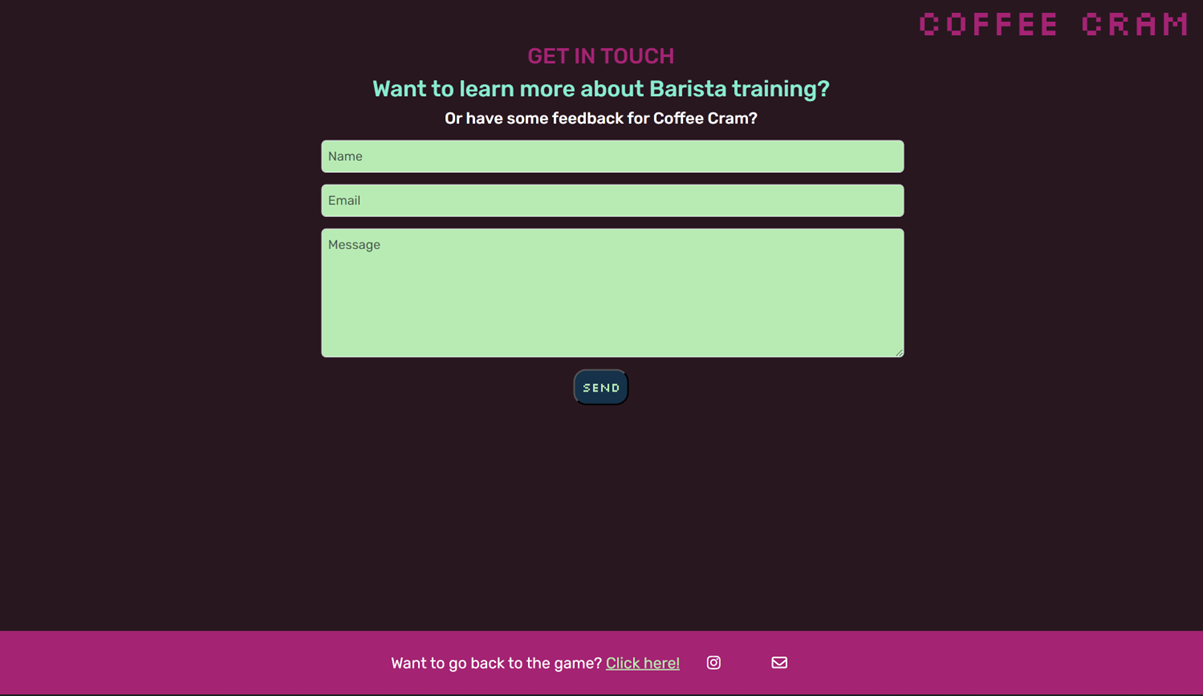 COFFEE CRAM
GET IN TOUCH
Want to learn more about Barista training?
Or have some feedback for Coffee Cram?
Name
Email
Message
SEND
Want to go back to the game? Click here!